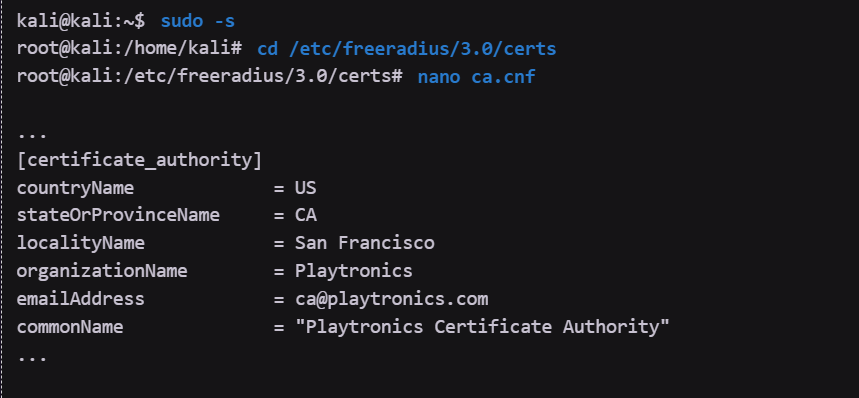 kali@kali:~$ sudo -s
root@kali:/home/kali# cd /etc/freeradius/3.0/certs
root@kali:/etc/freeradius/3.0/certs# nano ca.cnf
...
[certificate_authority]
countryName = US
stateOrProvinceName = CA
localityName = San Francisco
organizationName = Playtronics
emailAddress = ca@playtronics.com
commonName = "Playtronics Certificate Authority"
...